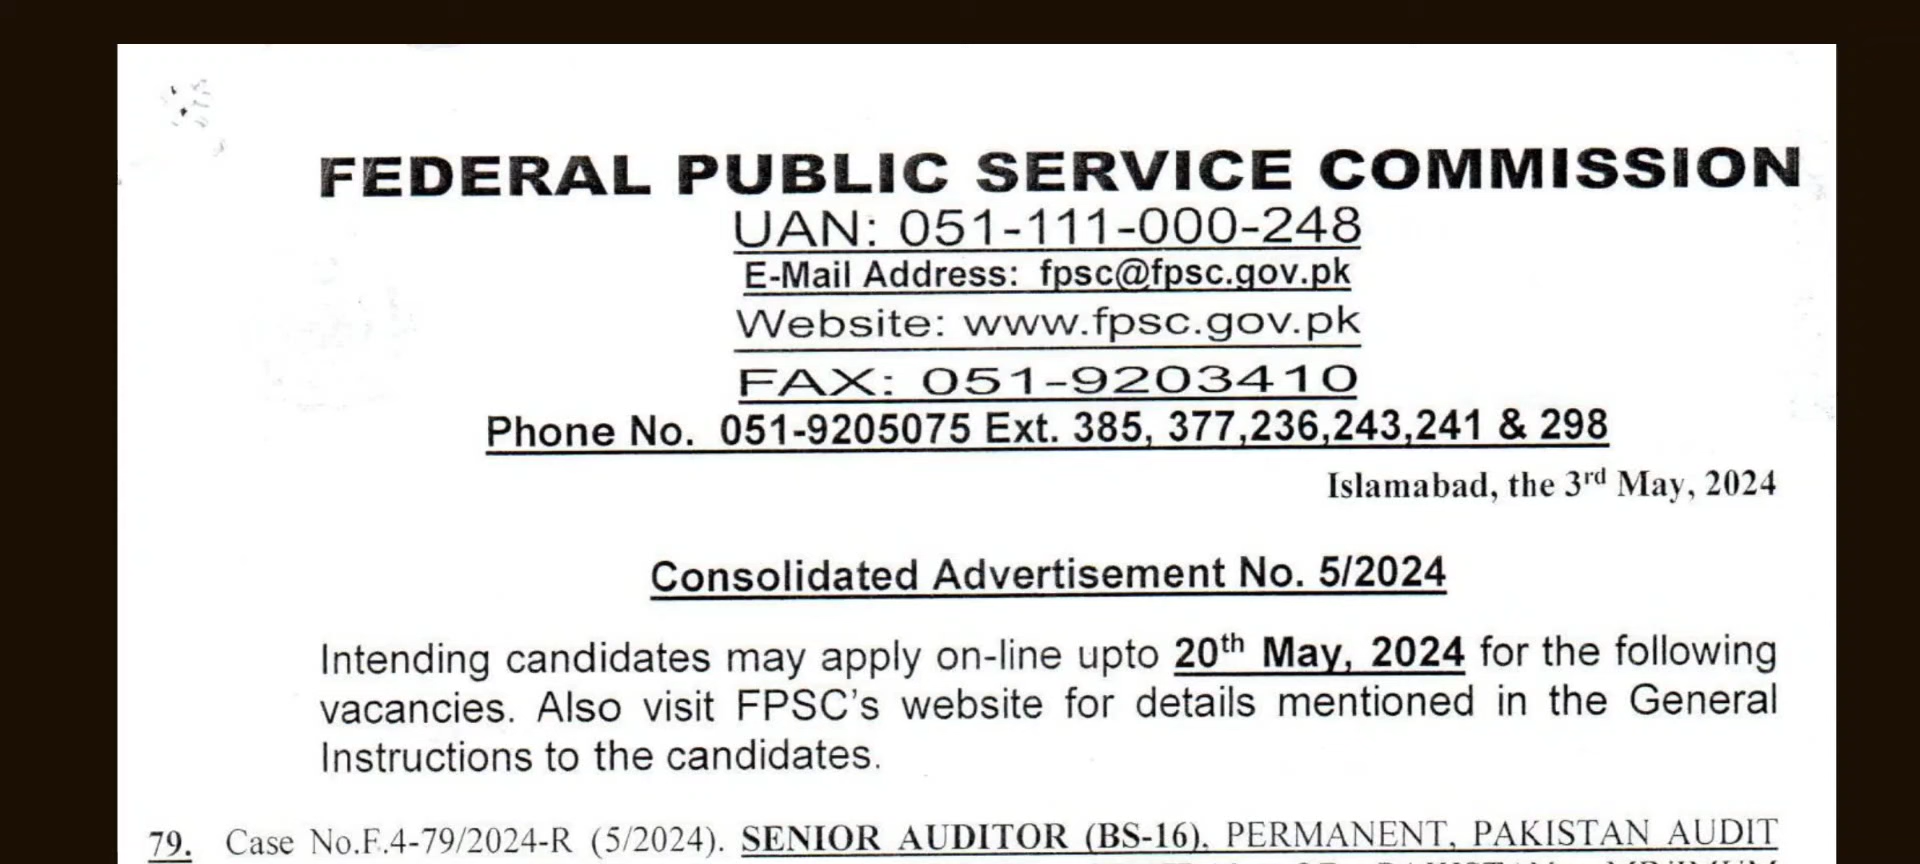 FEDERAL PUBLIC SERVICE COMMISSION
UAN: 051-111-000-248
E-Mail Address: fpsc@fpsc.gov.pk
Website: www.fpsc.gov.pk
FAX: 051-9203410
Phone No. 051-9205075 Ext. 385, 377,236,243,241 & 298
Islamabad, the 3rd May, 2024
Consolidated Advertisement No. 5/2024
Intending candidates may apply on-line upto 20th May, 2024 for the following
vacancies. Also visit FPSC's website for details mentioned in the General
Instructions to the candidates.
79. Case No.F.4-79/2024-R (5/2024). SENIOR AUDITOR (BS-16), PERMANENT, PAKISTAN AUDIT